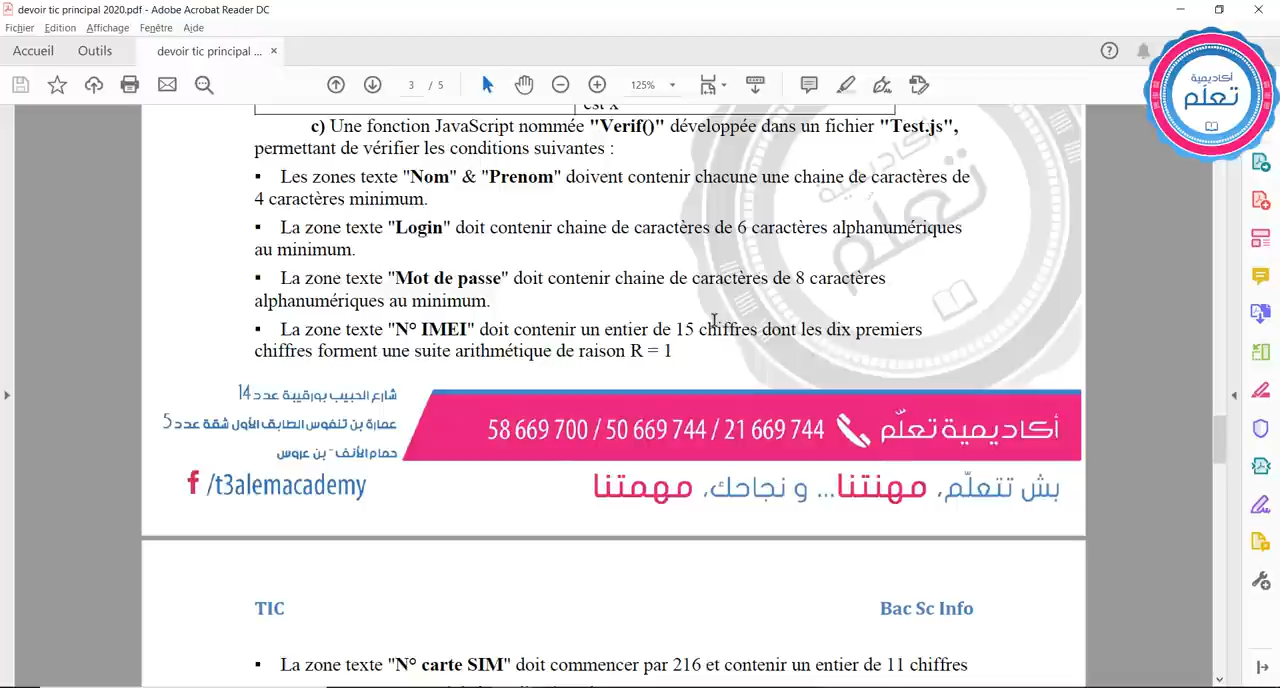 devoir tic principal 2020.pdf - Adobe Acrobat Reader DC
Fichier Edition Affichage Fenêtre Aide
Accueil Outils devoir tic principal ... ×
3 / 5 125%
أكاديمية
تعلّم
est x
c) Une fonction JavaScript nommée "Verif()" développée dans un fichier "Test.js",
permettant de vérifier les conditions suivantes :
▪ Les zones texte "Nom" & "Prenom" doivent contenir chacune une chaine de caractères de
4 caractères minimum.
▪ La zone texte "Login" doit contenir chaine de caractères de 6 caractères alphanumériques
au minimum.
▪ La zone texte "Mot de passe" doit contenir chaine de caractères de 8 caractères
alphanumériques au minimum.
▪ La zone texte "N° IMEI" doit contenir un entier de 15 chiffres dont les dix premiers
chiffres forment une suite arithmétique de raison R = 1
أكاديمية
تعلّم
شارع الحبيب بورقيبة عدد 14
عمارة بن تنفوس الطابق الأول شقة عدد 5
حمام الأنف - بن عروس
أكاديمية تعلّم 58 669 700 / 50 669 744 / 21 669 744
f /t3alemacademy
بش تتعلّم، مهنتنا... و نجاحك، مهمتنا
TIC Bac Sc Info
▪ La zone texte "N° carte SIM" doit commencer par 216 et contenir un entier de 11 chiffres